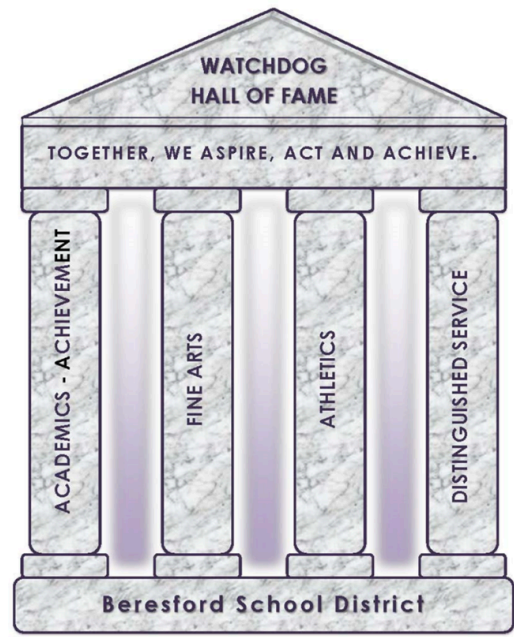 WATCHDOG
HALL OF FAME
TOGETHER, WE ASPIRE, ACT AND ACHIEVE.
ACADEMICS - ACHIEVEMENT
FINE ARTS
ATHLETICS
DISTINGUISHED SERVICE
Beresford School District